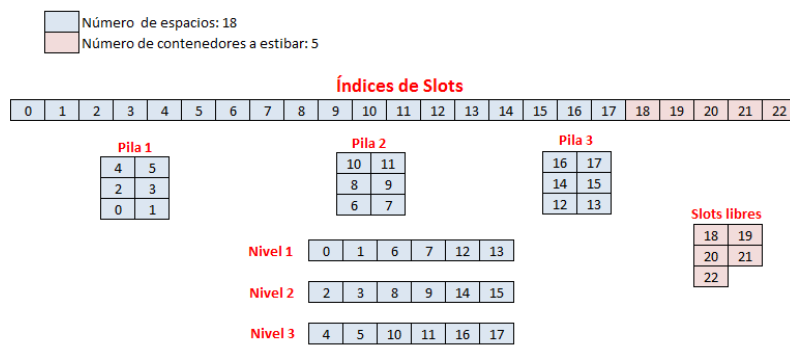 Número de espacios: 18
Número de contenedores a estibar: 5
Índices de Slots
0 1 2 3 4 5 6 7 8 9 10 11 12 13 14 15 16 17 18 19 20 21 22
Pila 1
4 5
2 3
0 1
Pila 2
10 11
8 9
6 7
Pila 3
16 17
14 15
12 13
Slots libres
18 19
20 21
22
Nivel 1 0 1 6 7 12 13
Nivel 2 2 3 8 9 14 15
Nivel 3 4 5 10 11 16 17